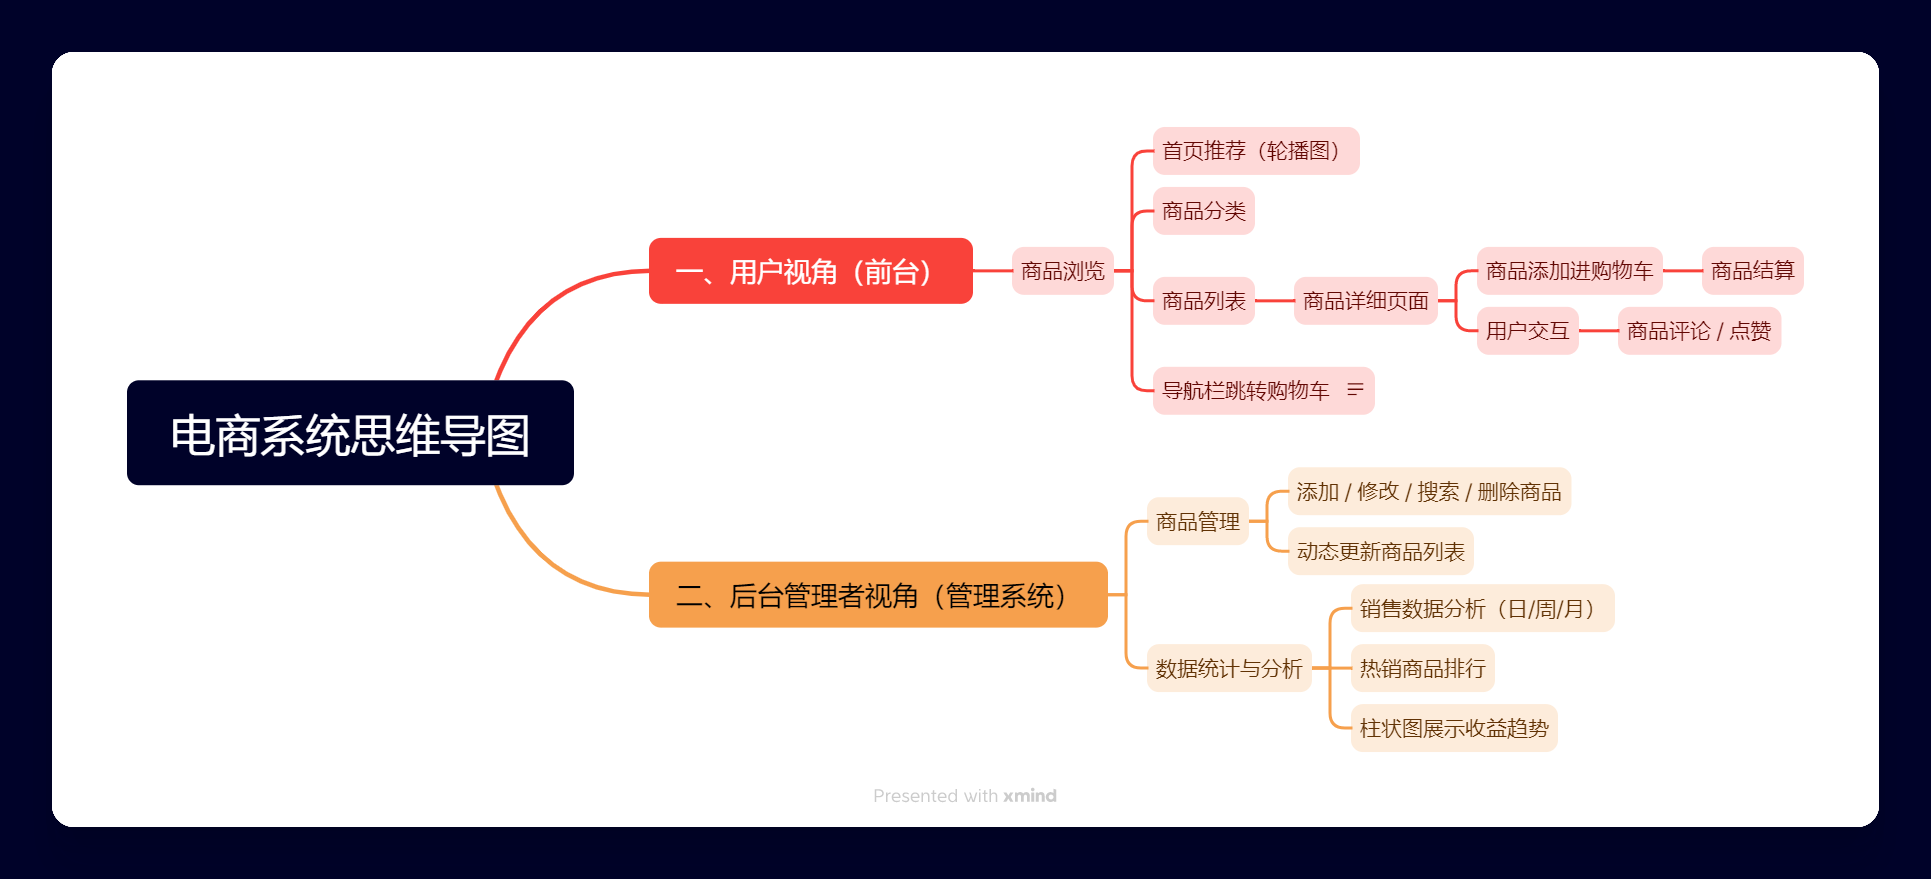 电商系统思维导图
一、用户视角（前台）
商品浏览
首页推荐（轮播图）
商品分类
商品列表
商品详细页面
商品添加进购物车
商品结算
用户交互
商品评论 / 点赞
导航栏跳转购物车
二、后台管理者视角（管理系统）
商品管理
添加 / 修改 / 搜索 / 删除商品
动态更新商品列表
数据统计与分析
销售数据分析（日/周/月）
热销商品排行
柱状图展示收益趋势
Presented with xmind